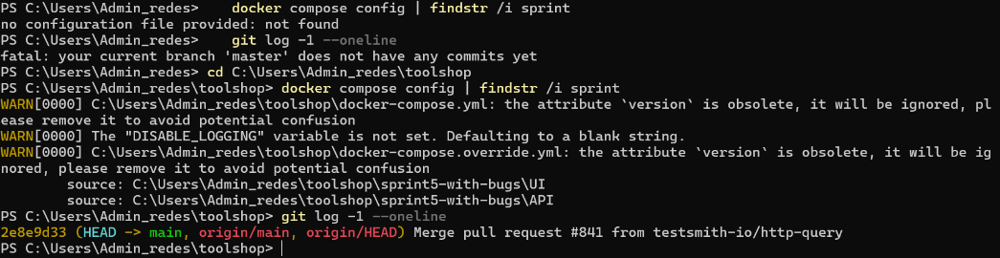 PS C:\Users\Admin_redes>    docker compose config | findstr /i sprint
no configuration file provided: not found
PS C:\Users\Admin_redes>    git log -1 --oneline
fatal: your current branch 'master' does not have any commits yet
PS C:\Users\Admin_redes> cd C:\Users\Admin_redes\toolshop
PS C:\Users\Admin_redes\toolshop> docker compose config | findstr /i sprint
WARN[0000] C:\Users\Admin_redes\toolshop\docker-compose.yml: the attribute `version` is obsolete, it will be ignored, pl
ease remove it to avoid potential confusion
WARN[0000] The "DISABLE_LOGGING" variable is not set. Defaulting to a blank string.
WARN[0000] C:\Users\Admin_redes\toolshop\docker-compose.override.yml: the attribute `version` is obsolete, it will be ig
nored, please remove it to avoid potential confusion
        source: C:\Users\Admin_redes\toolshop\sprint5-with-bugs\UI
        source: C:\Users\Admin_redes\toolshop\sprint5-with-bugs\API
PS C:\Users\Admin_redes\toolshop> git log -1 --oneline
2e8e9d33 (HEAD -> main, origin/main, origin/HEAD) Merge pull request #841 from testsmith-io/http-query
PS C:\Users\Admin_redes\toolshop>